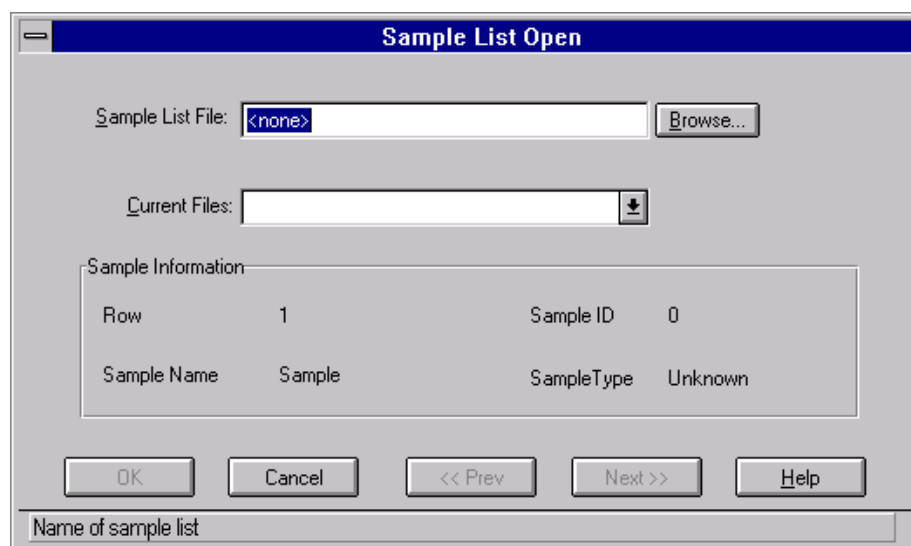 Sample List Open
Sample List File: <none> Browse...
Current Files:
Sample Information
Row 1 Sample ID 0
Sample Name Sample SampleType Unknown
OK Cancel << Prev Next >> Help
Name of sample list